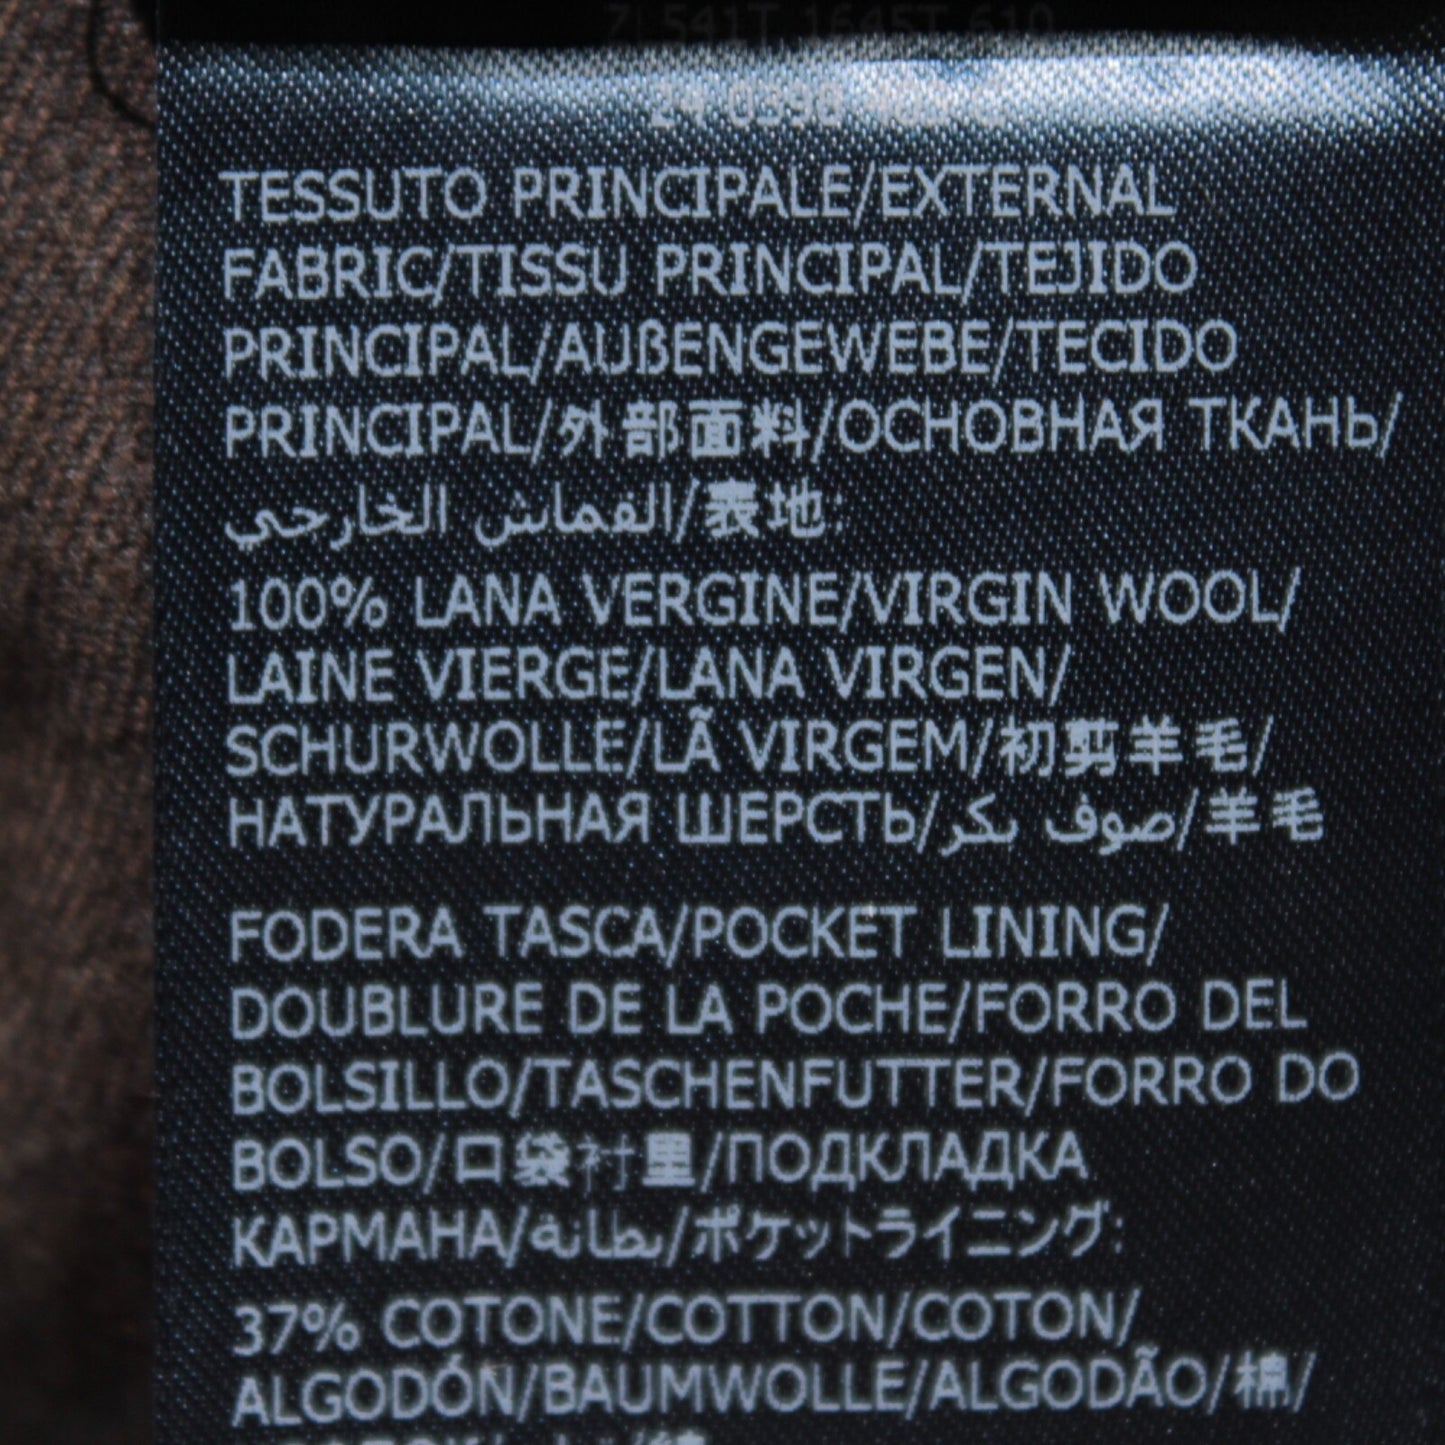 541T 1645T 610
TESSUTO PRINCIPALE/EXTERNAL
FABRIC/TISSU PRINCIPAL/TEJIDO
PRINCIPAL/AUßENGEWEBE/TECIDO
PRINCIPAL/外部面料/ОСНОВНАЯ ТКАНЬ/
القماش الخارجي/表地:
100% LANA VERGINE/VIRGIN WOOL/
LAINE VIERGE/LANA VIRGEN/
SCHURWOLLE/LÃ VIRGEM/初剪羊毛/
НАТУРАЛЬНАЯ ШЕРСТЬ/صوف بكر/羊毛
FODERA TASCA/POCKET LINING/
DOUBLURE DE LA POCHE/FORRO DEL
BOLSILLO/TASCHENFUTTER/FORRO DO
BOLSO/口袋衬里/ПОДКЛАДКА
КАРМАНА/بطانة/ポケットライニング:
37% COTONE/COTTON/COTON/
ALGODÓN/BAUMWOLLE/ALGODÃO/棉/